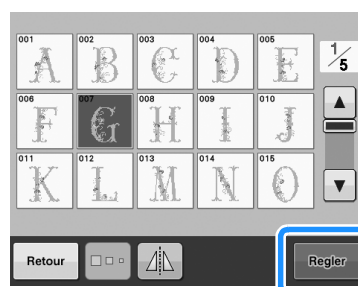 001 002 003 004 005
A B C D E
1/5
006 007 008 009 010
F G H I J
011 012 013 014 015
K L M N O
Retour
Regler